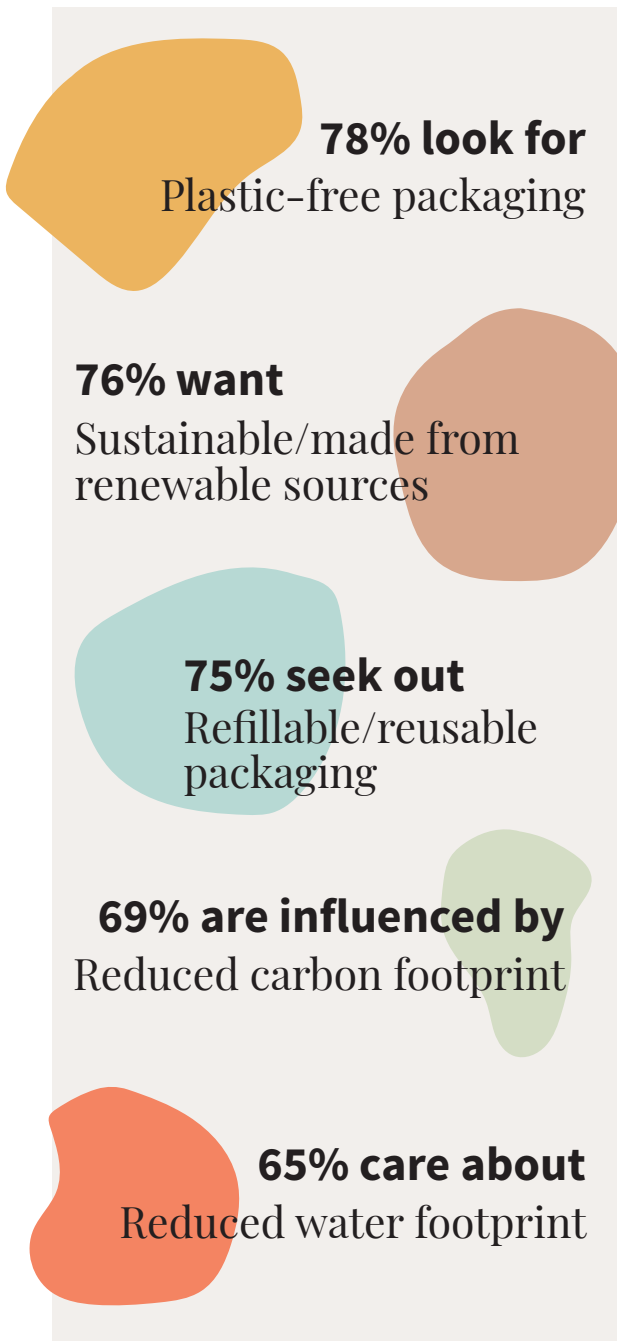 78% look for
Plastic-free packaging
76% want
Sustainable/made from
renewable sources
75% seek out
Refillable/reusable
packaging
69% are influenced by
Reduced carbon footprint
65% care about
Reduced water footprint